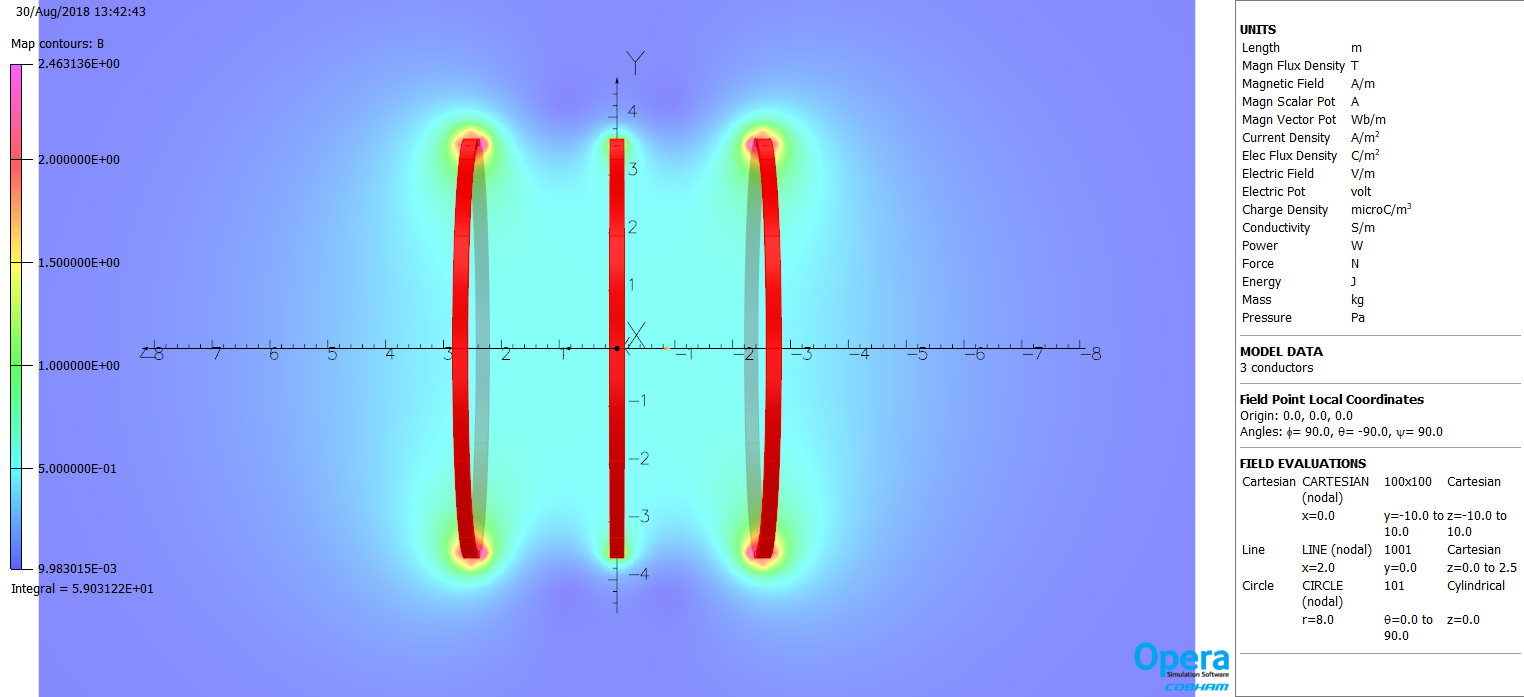 30/Aug/2018 13:42:43
Map contours: B
2.463136E+00
2.000000E+00
1.500000E+00
1.000000E+00
5.000000E-01
9.983015E-03
Integral = 5.903122E+01
Y
4
3
2
1
X
Z8 7 6 5 4 3 2 1 -1 -2 -3 -4 -5 -6 -7 -8
-1
-2
-3
-4
Opera
Simulation Software
COBHAM
UNITS
Length m
Magn Flux Density T
Magnetic Field A/m
Magn Scalar Pot A
Magn Vector Pot Wb/m
Current Density A/m²
Elec Flux Density C/m²
Electric Field V/m
Electric Pot volt
Charge Density microC/m³
Conductivity S/m
Power W
Force N
Energy J
Mass kg
Pressure Pa
MODEL DATA
3 conductors
Field Point Local Coordinates
Origin: 0.0, 0.0, 0.0
Angles: ϕ= 90.0, θ= -90.0, ψ= 90.0
FIELD EVALUATIONS
Cartesian CARTESIAN 100x100 Cartesian
(nodal)
x=0.0 y=-10.0 to z=-10.0 to
10.0 10.0
Line LINE (nodal) 1001 Cartesian
x=2.0 y=0.0 z=0.0 to 2.5
Circle CIRCLE 101 Cylindrical
(nodal)
r=8.0 θ=0.0 to z=0.0
90.0